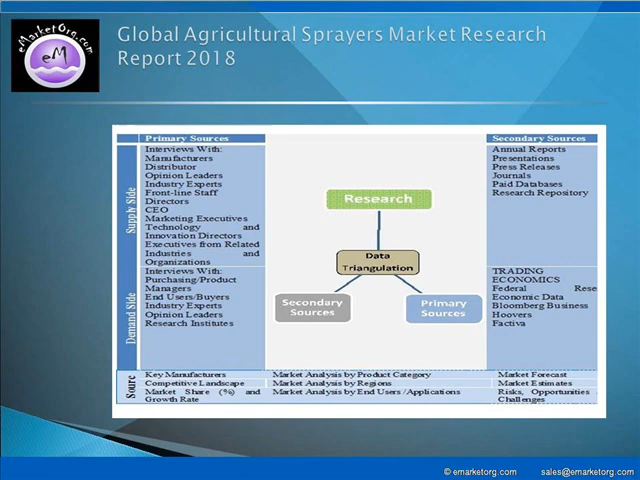 eMarketOrg.com
eM
Global Agricultural Sprayers Market Research
Report 2018
Primary Sources
Secondary Sources
Supply Side
Interviews With:
Manufacturers
Distributor
Opinion Leaders
Industry Experts
Front-line Staff
Directors
CEO
Marketing Executives
Technology and
Innovation Directors
Executives from Related
Industries and
Organizations
Annual Reports
Presentations
Press Releases
Journals
Paid Databases
Research Repository
Research
Data
Triangulation
Secondary
Sources
Primary
Sources
Demand Side
Interviews With:
Purchasing/Product
Managers
End Users/Buyers
Industry Experts
Opinion Leaders
Research Institutes
TRADING
ECONOMICS
Federal Rese
Economic Data
Bloomberg Business
Hoovers
Factiva
Sourc
Key Manufacturers
Competitive Landscape
Market Share (%) and
Growth Rate
Market Analysis by Product Category
Market Analysis by Regions
Market Analysis by End Users /Applications
Market Forecast
Market Estimates
Risks, Opportunities
Challenges
© emarketorg.com
sales@emarketorg.com